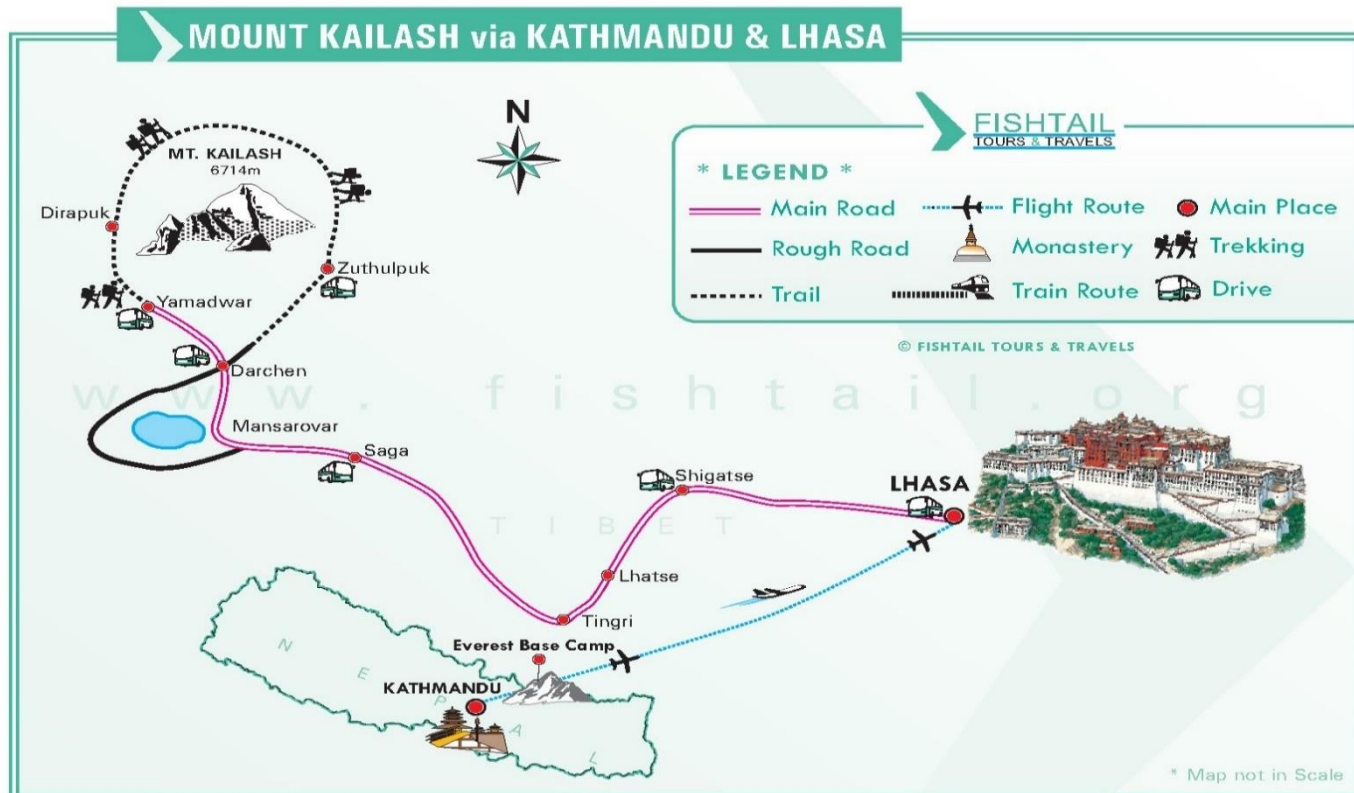 MOUNT KAILASH via KATHMANDU & LHASA
N
FISHTAIL
TOURS & TRAVELS
* LEGEND *
Main Road
Flight Route
Main Place
Rough Road
Monastery
Trekking
Trail
Train Route
Drive
© FISHTAIL TOURS & TRAVELS
MT. KAILASH
6714m
Dirapuk
Zuthulpuk
Yamadwar
Darchen
www.fishtail.org
Mansarovar
Saga
Shigatse
LHASA
TIBET
Lhatse
Tingri
Everest Base Camp
KATHMANDU
NEPAL
* Map not in Scale